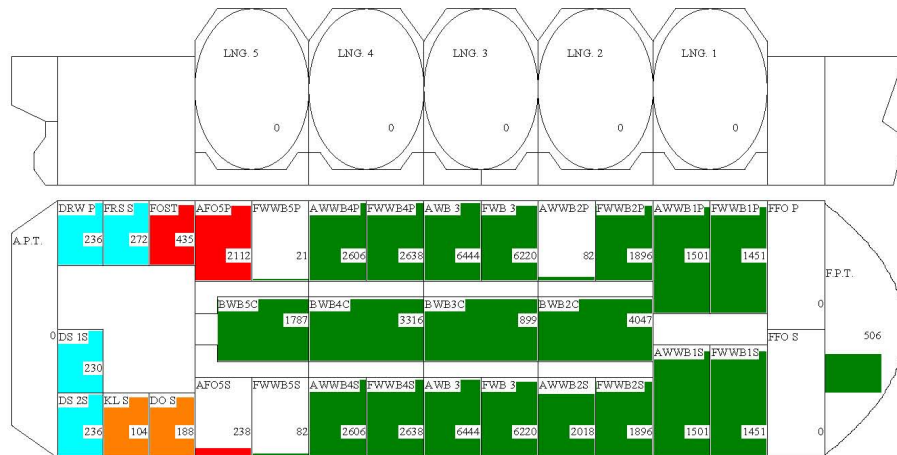 LNG. 5 LNG. 4 LNG. 3 LNG. 2 LNG. 1
0 0 0 0 0
DRW P FRS S FOST AFO5P FWWB5P AWWB4P FWWB4P AWB 3 FWB 3 AWWB2P FWWB2P AWWB1P FWWB1P FFO P
A.P.T.
236 272 435 2112 21 2606 2638 6444 6220 82 1896 1501 1451
F.P.T.
BWB5C BWB4C BWB3C BWB2C
0
1787 3316 899 4047
0 DS 1S FFO S 506
AWWB1S FWWB1S
230
AFO5S FWWB5S AWWB4S FWWB4S AWB 3 FWB 3 AWWB2S FWWB2S
DS 2S KL S DO S
236 104 188 238 82 2606 2638 6444 6220 2018 1896 1501 1451 0